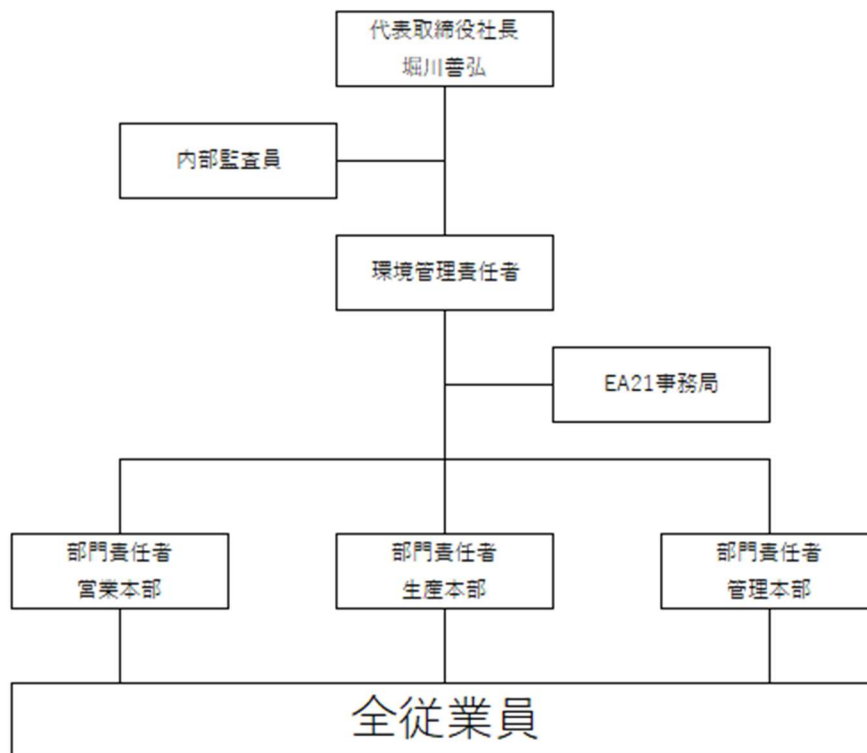 代表取締役社長
堀川善弘
内部監査員
環境管理責任者
EA21事務局
部門責任者
営業本部
部門責任者
生産本部
部門責任者
管理本部
全従業員